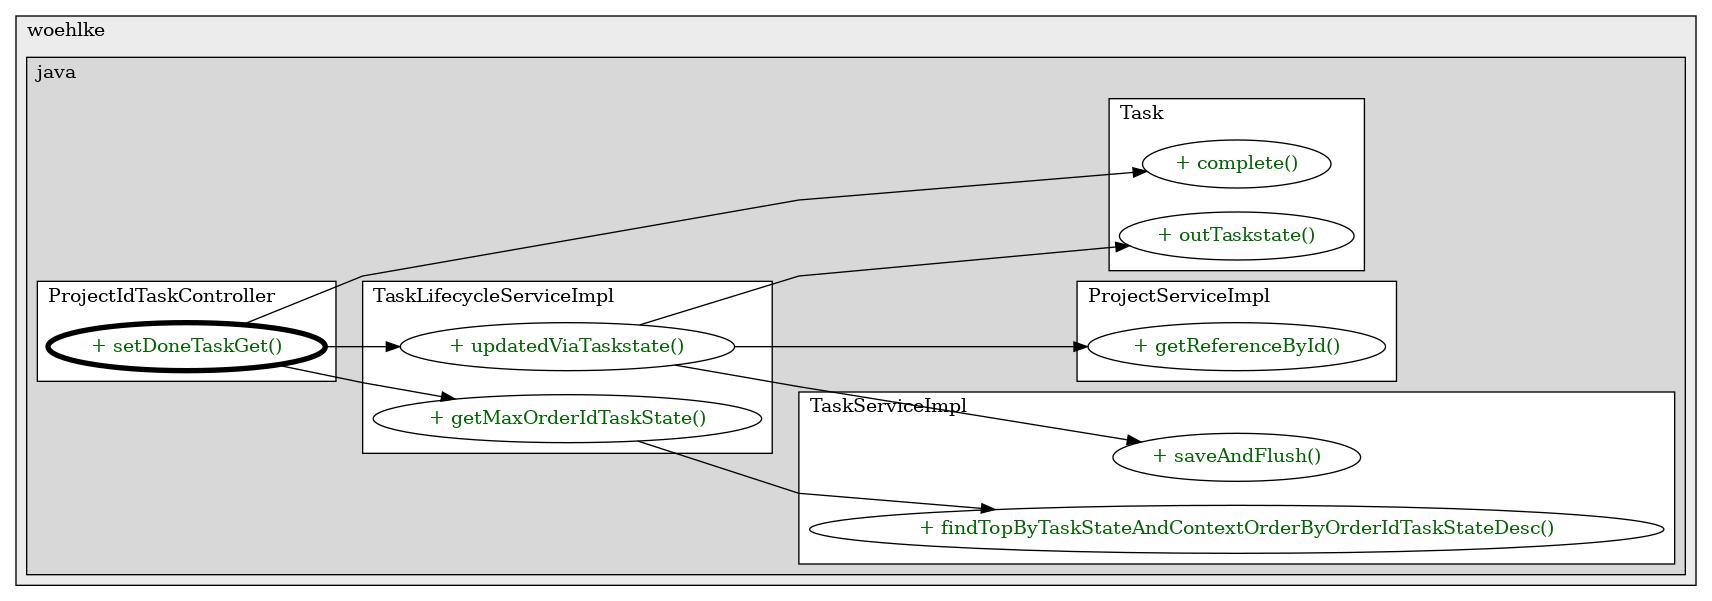 woehlke
java
Task
+ complete()
+ outTaskstate()
ProjectIdTaskController
+ setDoneTaskGet()
TaskLifecycleServiceImpl
+ updatedViaTaskstate()
+ getMaxOrderIdTaskState()
ProjectServiceImpl
+ getReferenceById()
TaskServiceImpl
+ saveAndFlush()
+ findTopByTaskStateAndContextOrderByOrderIdTaskStateDesc()